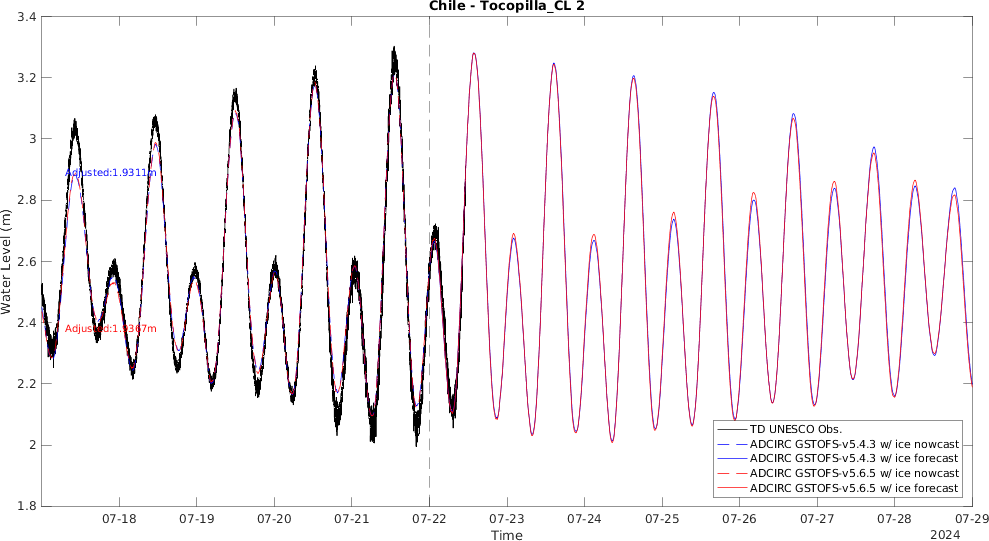 Chile - Tocopilla_CL 2
3.4
3.2
3
2.8
2.6
2.4
2.2
2
1.8
Water Level (m)
Adjusted:1.9311m
Adjusted:1.9367m
TD UNESCO Obs.
ADCIRC GSTOFS-v5.4.3 w/ ice nowcast
ADCIRC GSTOFS-v5.4.3 w/ ice forecast
ADCIRC GSTOFS-v5.6.5 w/ ice nowcast
ADCIRC GSTOFS-v5.6.5 w/ ice forecast
07-18 07-19 07-20 07-21 07-22 07-23 07-24 07-25 07-26 07-27 07-28 07-29
Time
2024